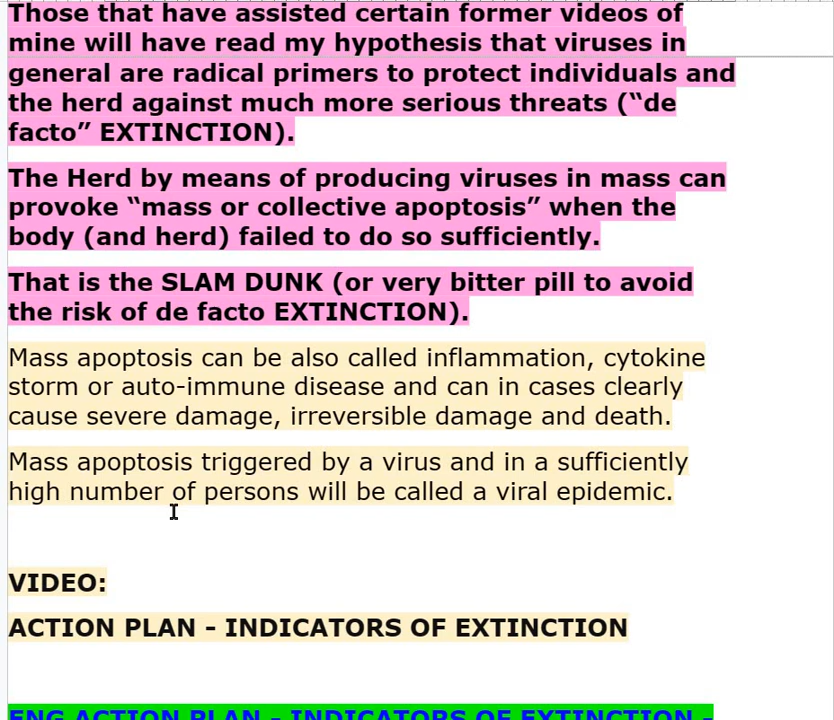 Those that have assisted certain former videos of
mine will have read my hypothesis that viruses in
general are radical primers to protect individuals and
the herd against much more serious threats (“de
facto” EXTINCTION).
The Herd by means of producing viruses in mass can
provoke “mass or collective apoptosis” when the
body (and herd) failed to do so sufficiently.
That is the SLAM DUNK (or very bitter pill to avoid
the risk of de facto EXTINCTION).
Mass apoptosis can be also called inflammation, cytokine
storm or auto-immune disease and can in cases clearly
cause severe damage, irreversible damage and death.
Mass apoptosis triggered by a virus and in a sufficiently
high number of persons will be called a viral epidemic.
VIDEO:
ACTION PLAN - INDICATORS OF EXTINCTION
ENG ACTION PLAN - INDICATORS OF EXTINCTION -